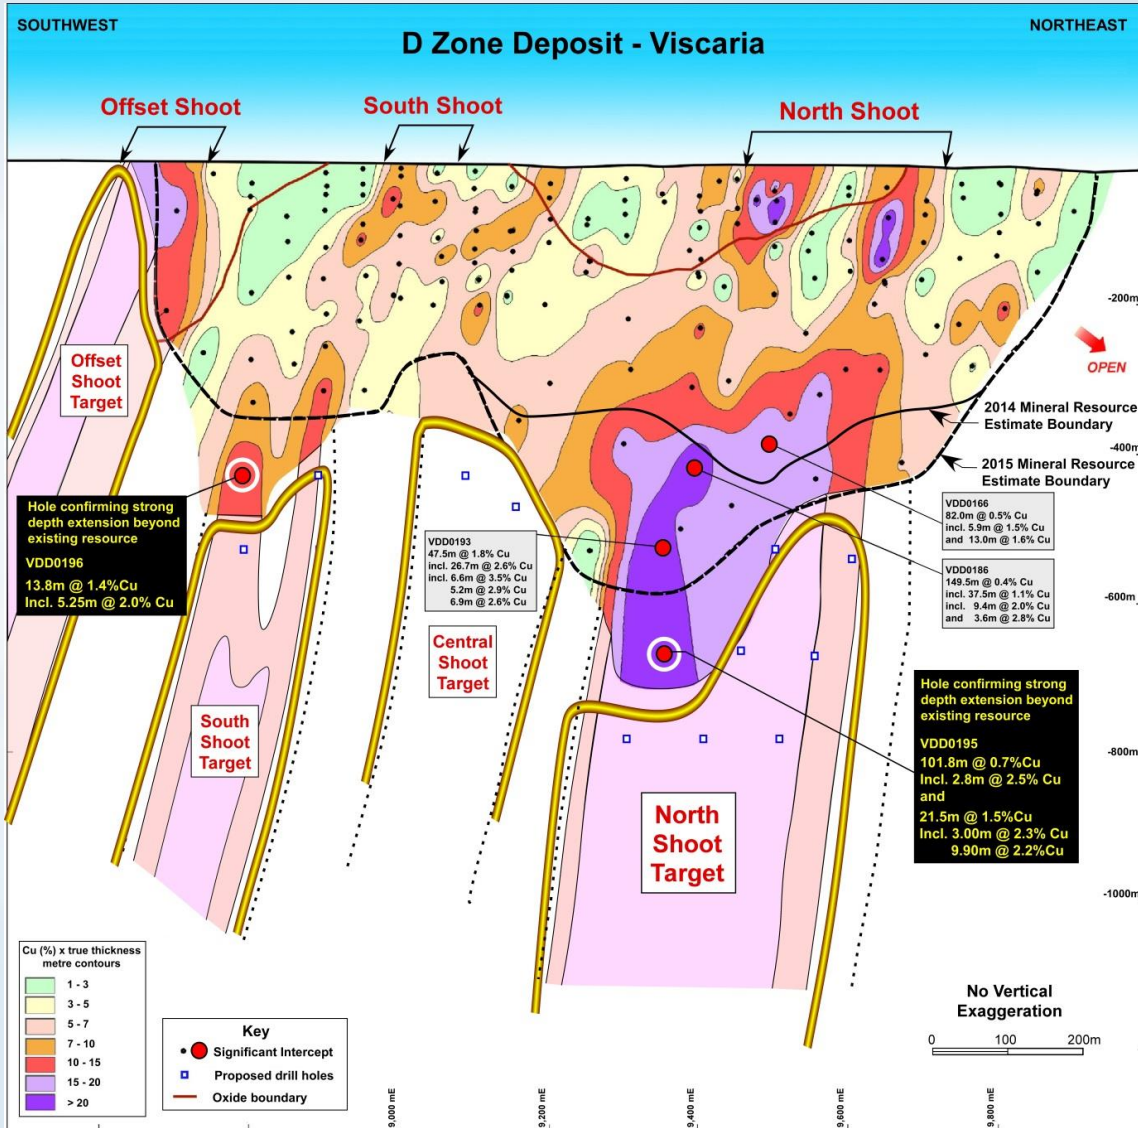 SOUTHWEST
NORTHEAST
D Zone Deposit - Viscaria
Offset Shoot
South Shoot
North Shoot
-200m
OPEN
Offset
Shoot
Target
2014 Mineral Resource
Estimate Boundary
-400m
2015 Mineral Resource
Estimate Boundary
Hole confirming strong
depth extension beyond
existing resource
VDD0196
13.8m @ 1.4%Cu
Incl. 5.25m @ 2.0% Cu
VDD0193
47.5m @ 1.8% Cu
incl. 26.7m @ 2.6% Cu
incl. 6.6m @ 3.5% Cu
5.2m @ 2.9% Cu
6.9m @ 2.6% Cu
VDD0166
82.0m @ 0.5% Cu
incl. 5.9m @ 1.5% Cu
and 13.0m @ 1.6% Cu
VDD0186
149.5m @ 0.4% Cu
incl. 37.5m @ 1.1% Cu
incl. 9.4m @ 2.0% Cu
and 3.6m @ 2.8% Cu
-600m
Central
Shoot
Target
South
Shoot
Target
Hole confirming strong
depth extension beyond
existing resource
VDD0195
101.8m @ 0.7%Cu
Incl. 2.8m @ 2.5% Cu
and
21.5m @ 1.5%Cu
Incl. 3.00m @ 2.3% Cu
9.90m @ 2.2%Cu
-800m
North
Shoot
Target
-1000m
Cu (%) x true thickness
metre contours
1 - 3
3 - 5
5 - 7
7 - 10
10 - 15
15 - 20
> 20
Key
Significant Intercept
Proposed drill holes
Oxide boundary
No Vertical
Exaggeration
0 100 200m
9,000 mE
9,200 mE
9,400 mE
9,600 mE
9,800 mE